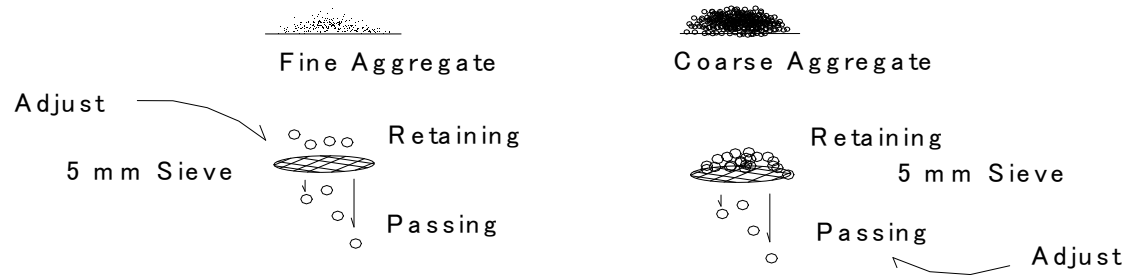 Fine Aggregate
Adjust
Retaining
5 mm Sieve
Passing
Coarse Aggregate
Retaining
5 mm Sieve
Passing
Adjust